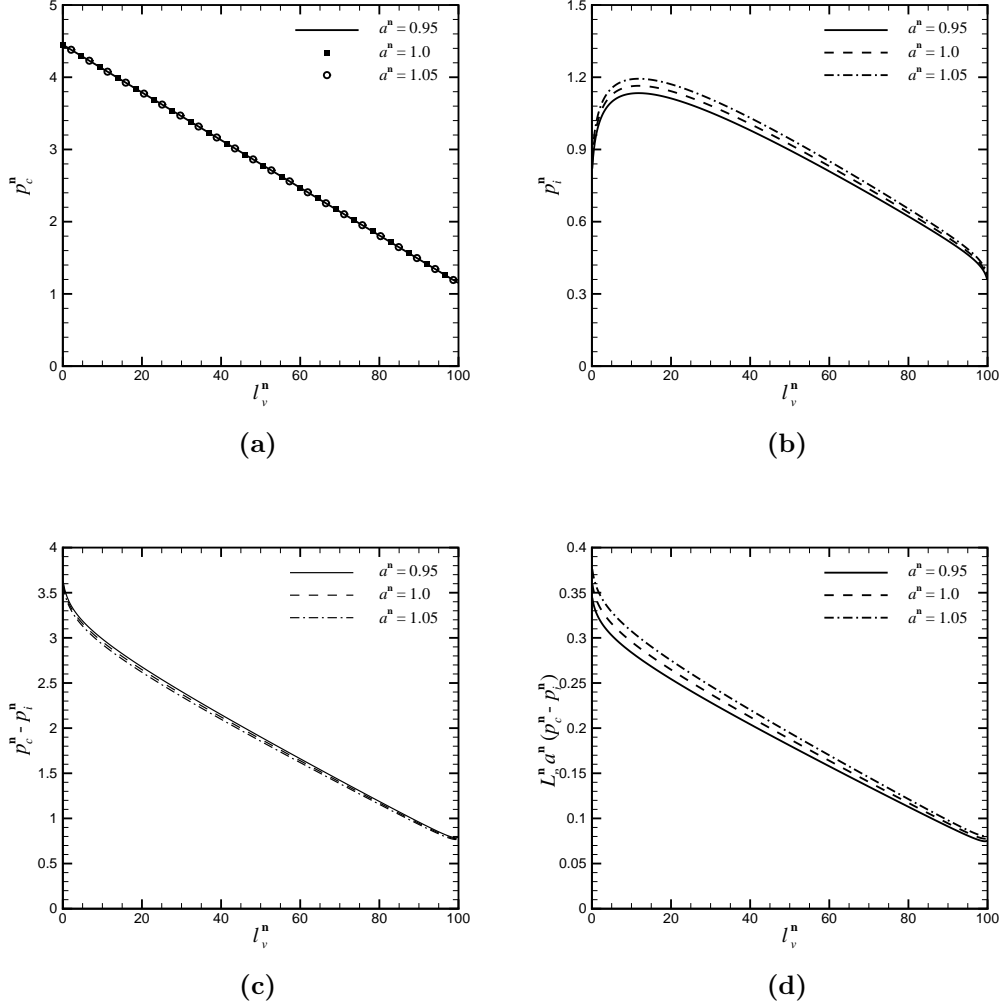 5
4
3
2
1
0
p_c^n
0 20 40 60 80 100
l_v^n
a^n = 0.95
a^n = 1.0
a^n = 1.05
(a)
1.5
1.2
0.9
0.6
0.3
0
p_i^n
0 20 40 60 80 100
l_v^n
a^n = 0.95
a^n = 1.0
a^n = 1.05
(b)
4
3.5
3
2.5
2
1.5
1
0.5
0
p_c^n - p_i^n
0 20 40 60 80 100
l_v^n
a^n = 0.95
a^n = 1.0
a^n = 1.05
(c)
0.4
0.35
0.3
0.25
0.2
0.15
0.1
0.05
0
a^n (p_c^n - p_i^n)
0 20 40 60 80 100
l_v^n
a^n = 0.95
a^n = 1.0
a^n = 1.05
(d)